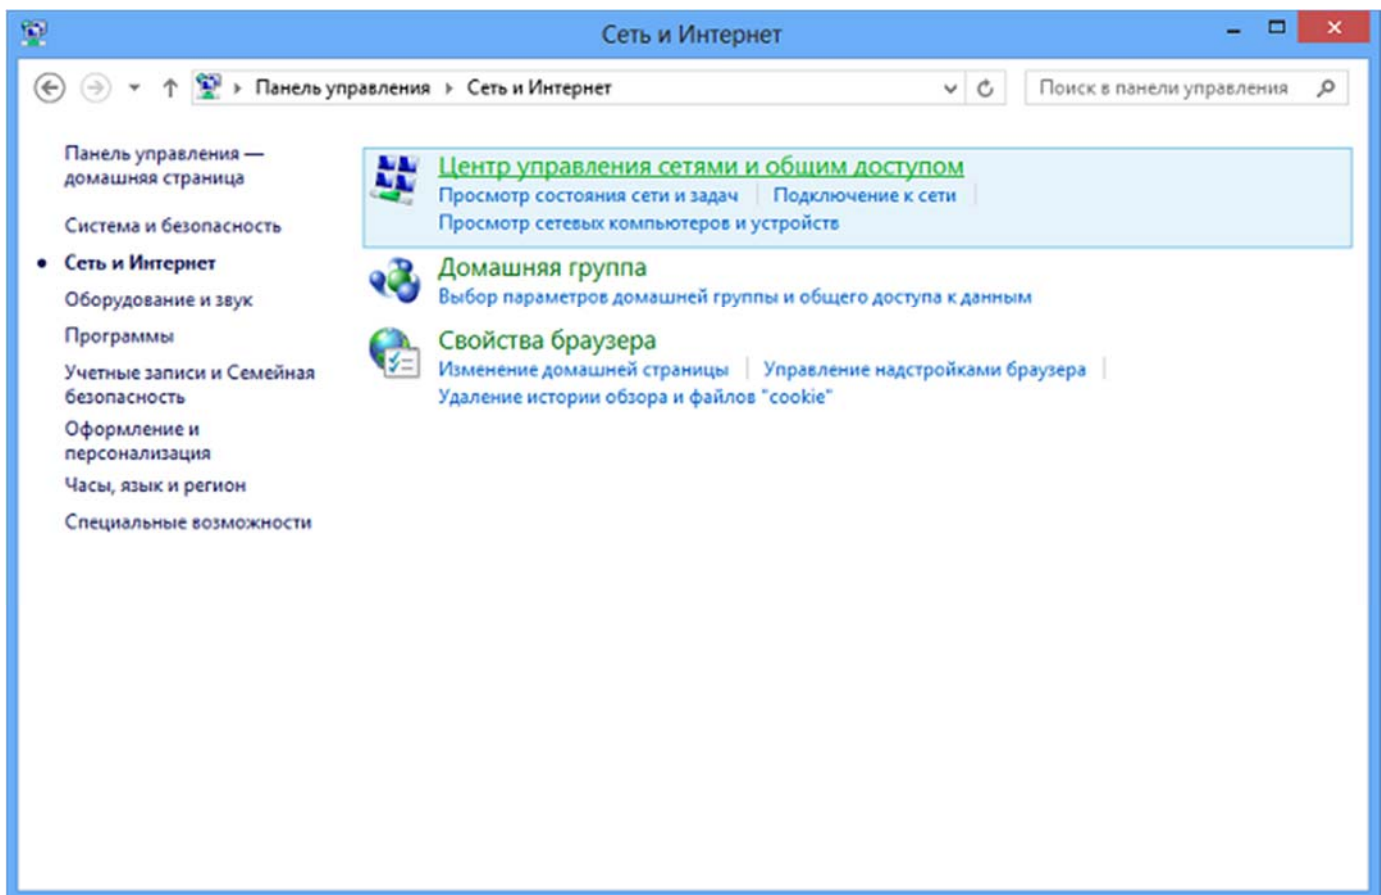 Сеть и Интернет
Панель управления
Сеть и Интернет
Поиск в панели управления
Панель управления —
домашняя страница
Система и безопасность
Сеть и Интернет
Оборудование и звук
Программы
Учетные записи и Семейная
безопасность
Оформление и
персонализация
Часы, язык и регион
Специальные возможности
Центр управления сетями и общим доступом
Просмотр состояния сети и задач
Подключение к сети
Просмотр сетевых компьютеров и устройств
Домашняя группа
Выбор параметров домашней группы и общего доступа к данным
Свойства браузера
Изменение домашней страницы
Управление надстройками браузера
Удаление истории обзора и файлов "cookie"